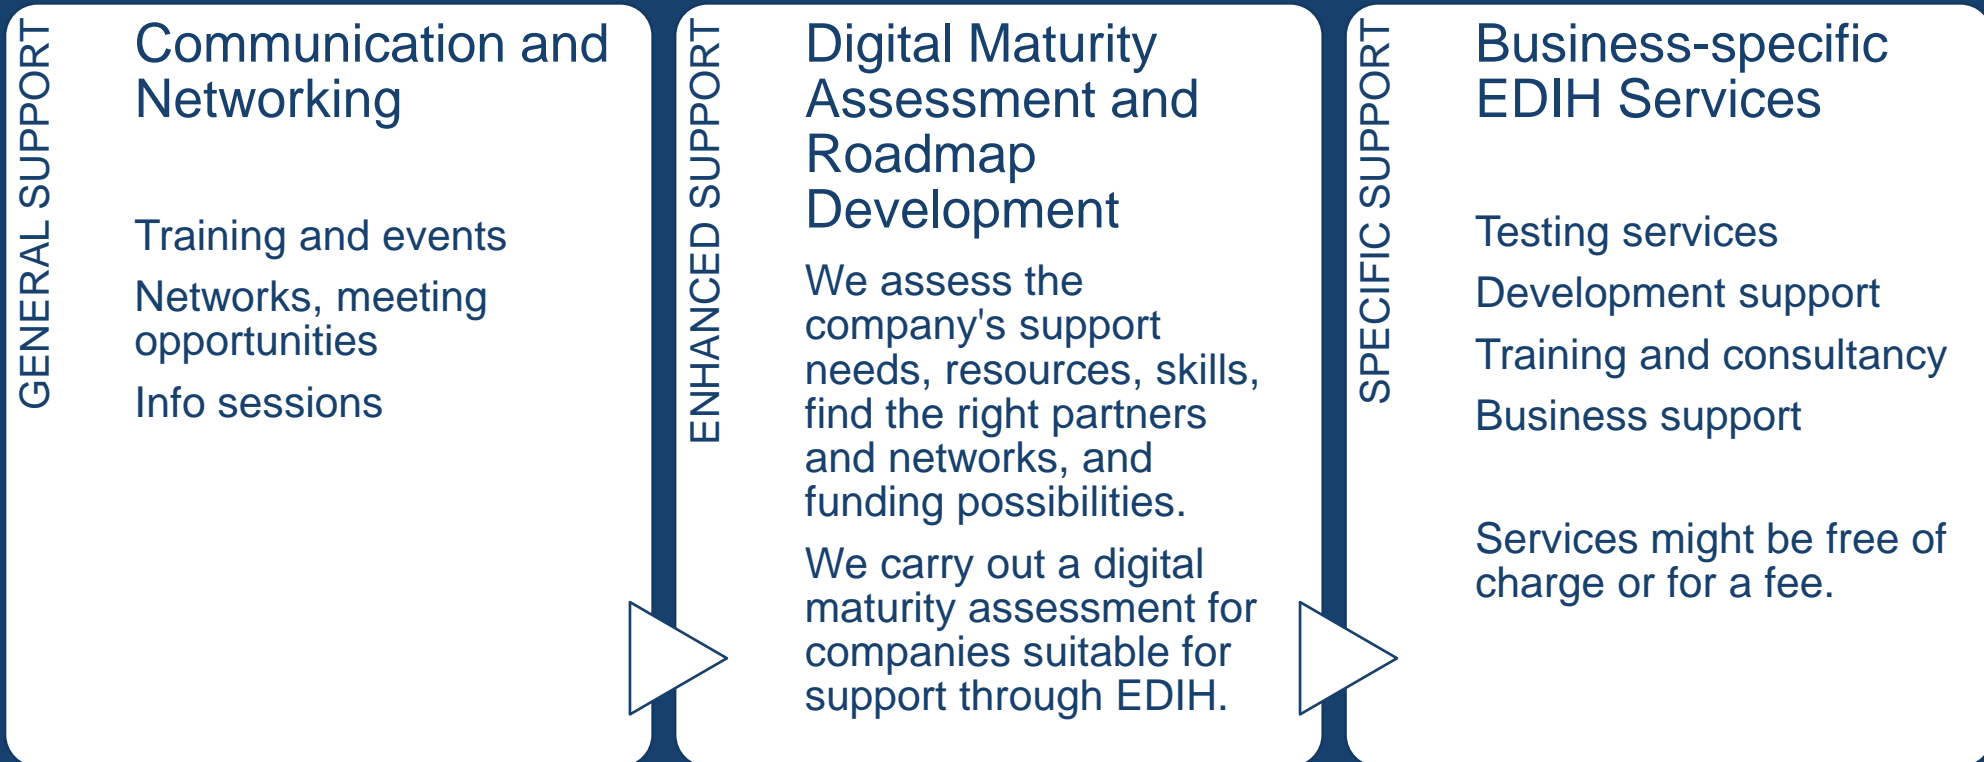 GENERAL SUPPORT
Communication and
Networking
Training and events
Networks, meeting
opportunities
Info sessions
ENHANCED SUPPORT
Digital Maturity
Assessment and
Roadmap
Development
We assess the
company's support
needs, resources, skills,
find the right partners
and networks, and
funding possibilities.
We carry out a digital
maturity assessment for
companies suitable for
support through EDIH.
SPECIFIC SUPPORT
Business-specific
EDIH Services
Testing services
Development support
Training and consultancy
Business support
Services might be free of
charge or for a fee.